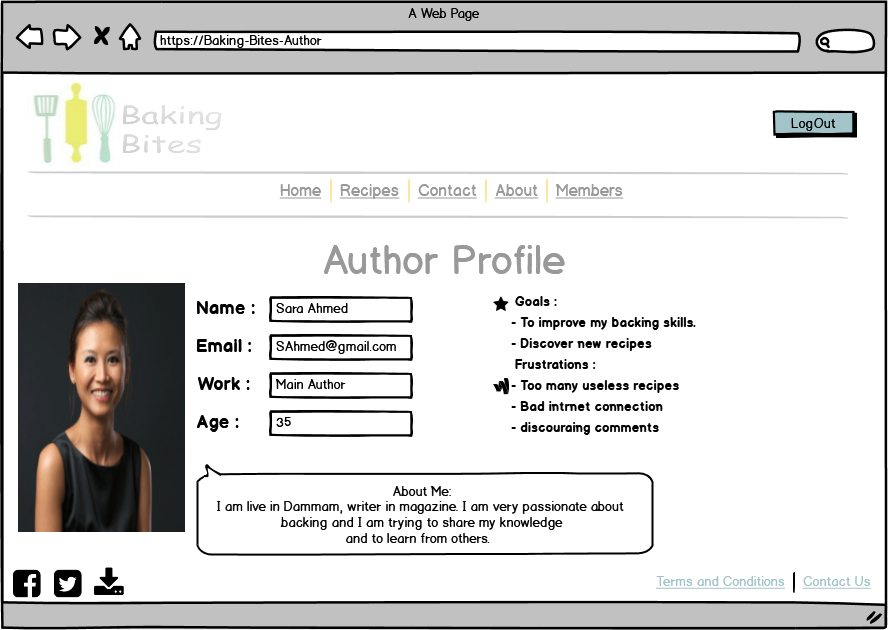 A Web Page
https://Baking-Bites-Author
Baking
Bites
LogOut
Home Recipes Contact About Members
Author Profile
Name : Sara Ahmed
Email : SAhmed@gmail.com
Work : Main Author
Age : 35
Goals :
- To improve my backing skills.
- Discover new recipes
Frustrations :
- Too many useless recipes
- Bad intrnet connection
- discouraing comments
About Me:
I am live in Dammam, writer in magazine. I am very passionate about
backing and I am trying to share my knowledge
and to learn from others.
Terms and Conditions Contact Us